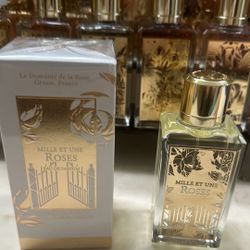 Le Domaine de la Rose
Grasse, France
MILLE ET UNE
ROSES
MILLE ET UNE
ROSES